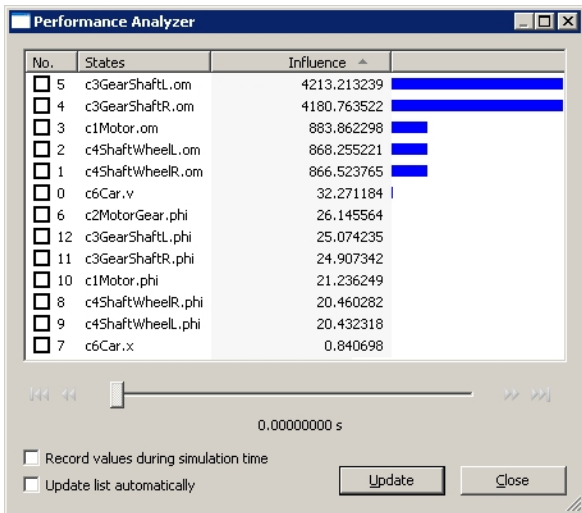 Performance Analyzer
No. States Influence
5 c3GearShaftL.om 4213.213239
4 c3GearShaftR.om 4180.763522
3 c1Motor.om 883.862298
2 c4ShaftWheelL.om 868.255221
1 c4ShaftWheelR.om 866.523765
0 c6Car.v 32.271184
6 c2MotorGear.phi 26.145564
12 c3GearShaftL.phi 25.074235
11 c3GearShaftR.phi 24.907342
10 c1Motor.phi 21.236249
8 c4ShaftWheelR.phi 20.460282
9 c4ShaftWheelL.phi 20.432318
7 c6Car.x 0.840698
0.00000000 s
Record values during simulation time
Update list automatically
Update
Close